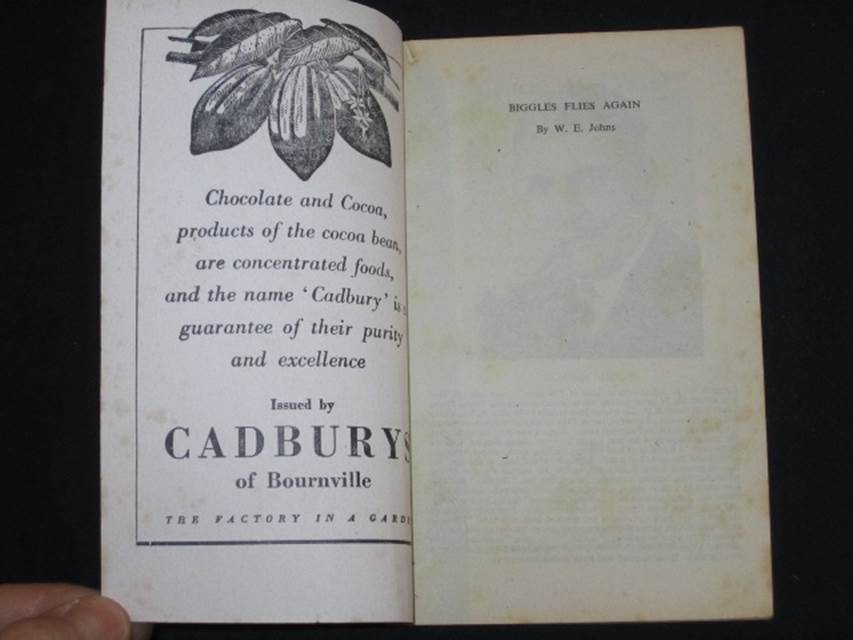 Chocolate and Cocoa,
products of the cocoa bean,
are concentrated foods,
and the name ‘Cadbury’ is
guarantee of their purity
and excellence
Issued by
CADBURYS
of Bournville
THE FACTORY IN A
BIGGLES FLIES AGAIN
By W. E. Johns